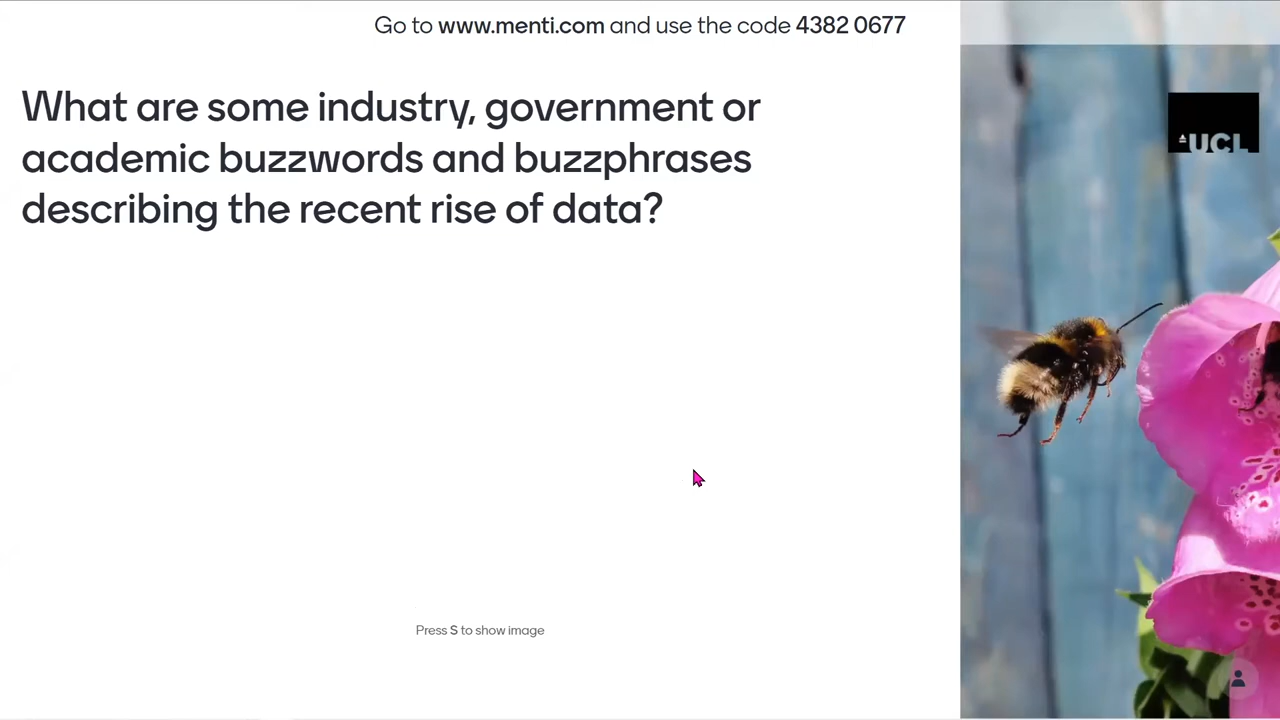 Go to www.menti.com and use the code 4382 0677
What are some industry, government or
academic buzzwords and buzzphrases
describing the recent rise of data?
UCL
Press S to show image